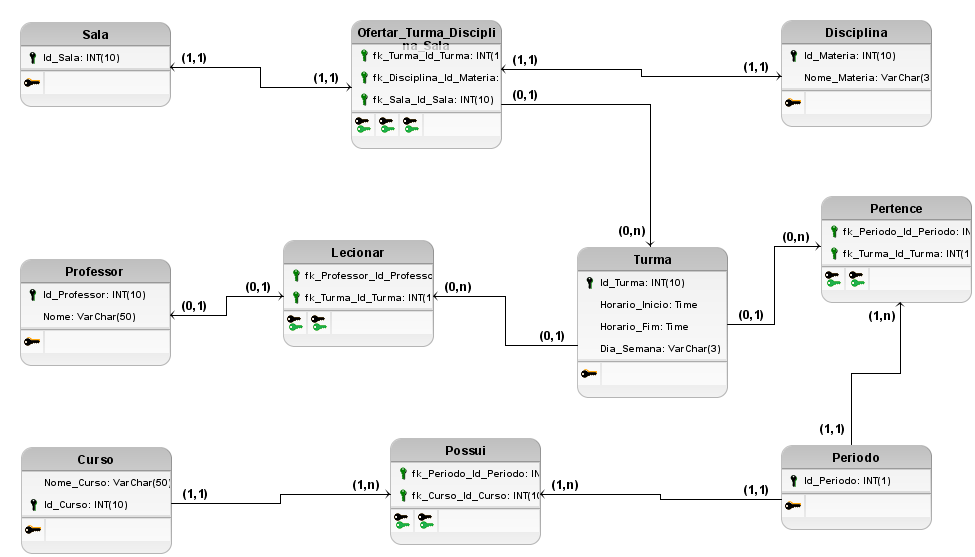 Sala
Id_Sala: INT(10)
(1,1)
(1,1)
Ofertar_Turma_Discipli
na_Sala
fk_Turma_Id_Turma: INT(1
fk_Disciplina_Id_Materia:
fk_Sala_Id_Sala: INT(10)
(1,1)
(1,1)
(0,1)
(0,n)
Disciplina
Id_Materia: INT(10)
Nome_Materia: VarChar(3
Professor
Id_Professor: INT(10)
Nome: VarChar(50)
(0,1)
(0,1)
Lecionar
fk_Professor_Id_Professo
fk_Turma_Id_Turma: INT(1
(0,n)
(0,1)
Turma
Id_Turma: INT(10)
Horario_Inicio: Time
Horario_Fim: Time
Dia_Semana: VarChar(3)
(0,1)
(0,n)
Pertence
fk_Periodo_Id_Periodo: IN
fk_Turma_Id_Turma: INT(1
(1,n)
(1,1)
Curso
Nome_Curso: VarChar(50)
Id_Curso: INT(10)
(1,1)
(1,n)
Possui
fk_Periodo_Id_Periodo: IN
fk_Curso_Id_Curso: INT(10
(1,n)
(1,1)
Periodo
Id_Periodo: INT(1)